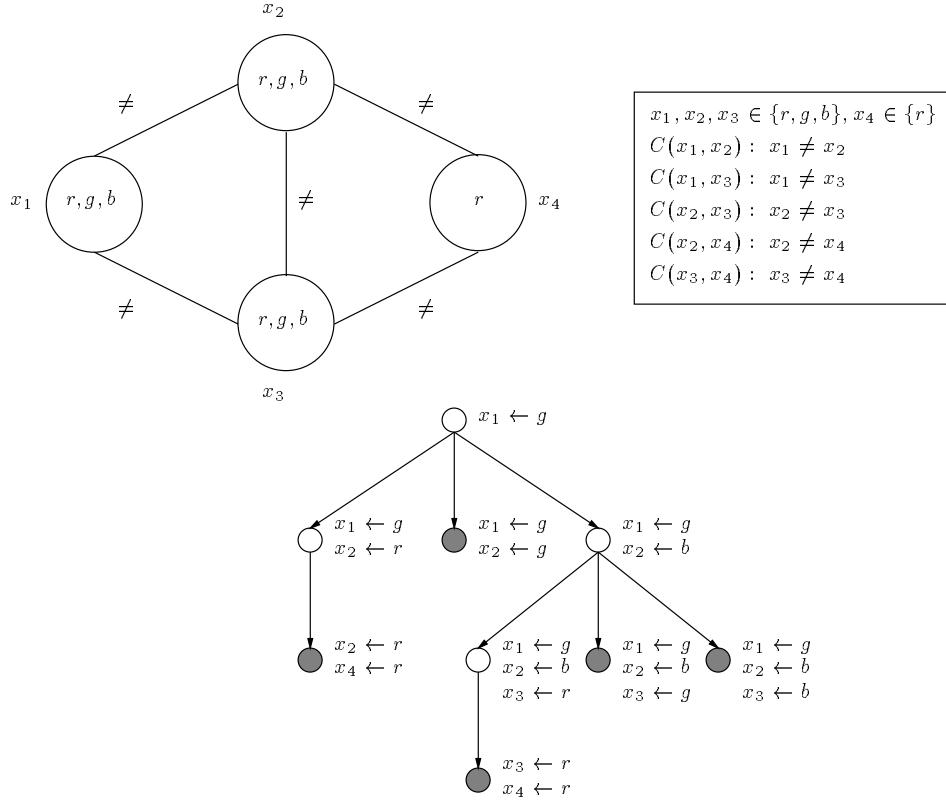 x₂
r, g, b
≠ ≠
x₁ r, g, b ≠ r x₄
≠ ≠
r, g, b
x₃
x₁, x₂, x₃ ∈ {r, g, b}, x₄ ∈ {r}
C(x₁, x₂) : x₁ ≠ x₂
C(x₁, x₃) : x₁ ≠ x₃
C(x₂, x₃) : x₂ ≠ x₃
C(x₂, x₄) : x₂ ≠ x₄
C(x₃, x₄) : x₃ ≠ x₄
x₁ ← g
x₁ ← g
x₂ ← r
x₁ ← g
x₂ ← g
x₁ ← g
x₂ ← b
x₂ ← r
x₄ ← r
x₁ ← g
x₂ ← b
x₃ ← r
x₁ ← g
x₂ ← b
x₃ ← g
x₁ ← g
x₂ ← b
x₃ ← b
x₃ ← r
x₄ ← r